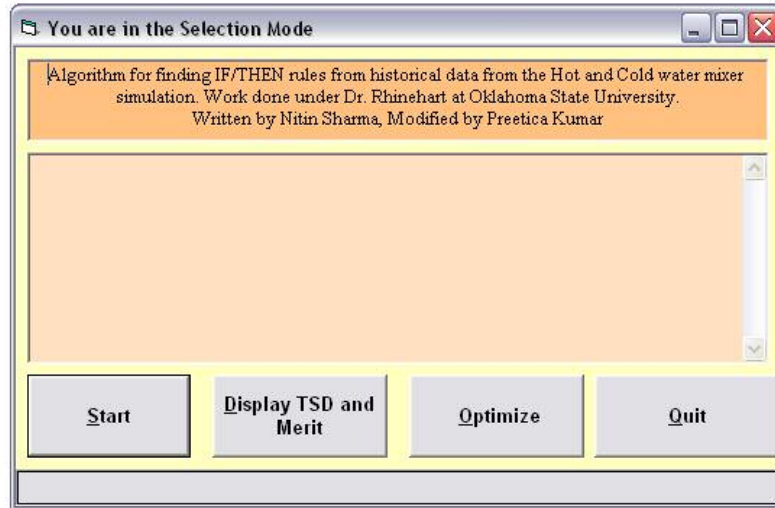 You are in the Selection Mode
Algorithm for finding IF/THEN rules from historical data from the Hot and Cold water mixer
simulation. Work done under Dr. Rhinehart at Oklahoma State University.
Written by Nitin Sharma, Modified by Preetica Kumar
Start
Display TSD and
Merit
Optimize
Quit